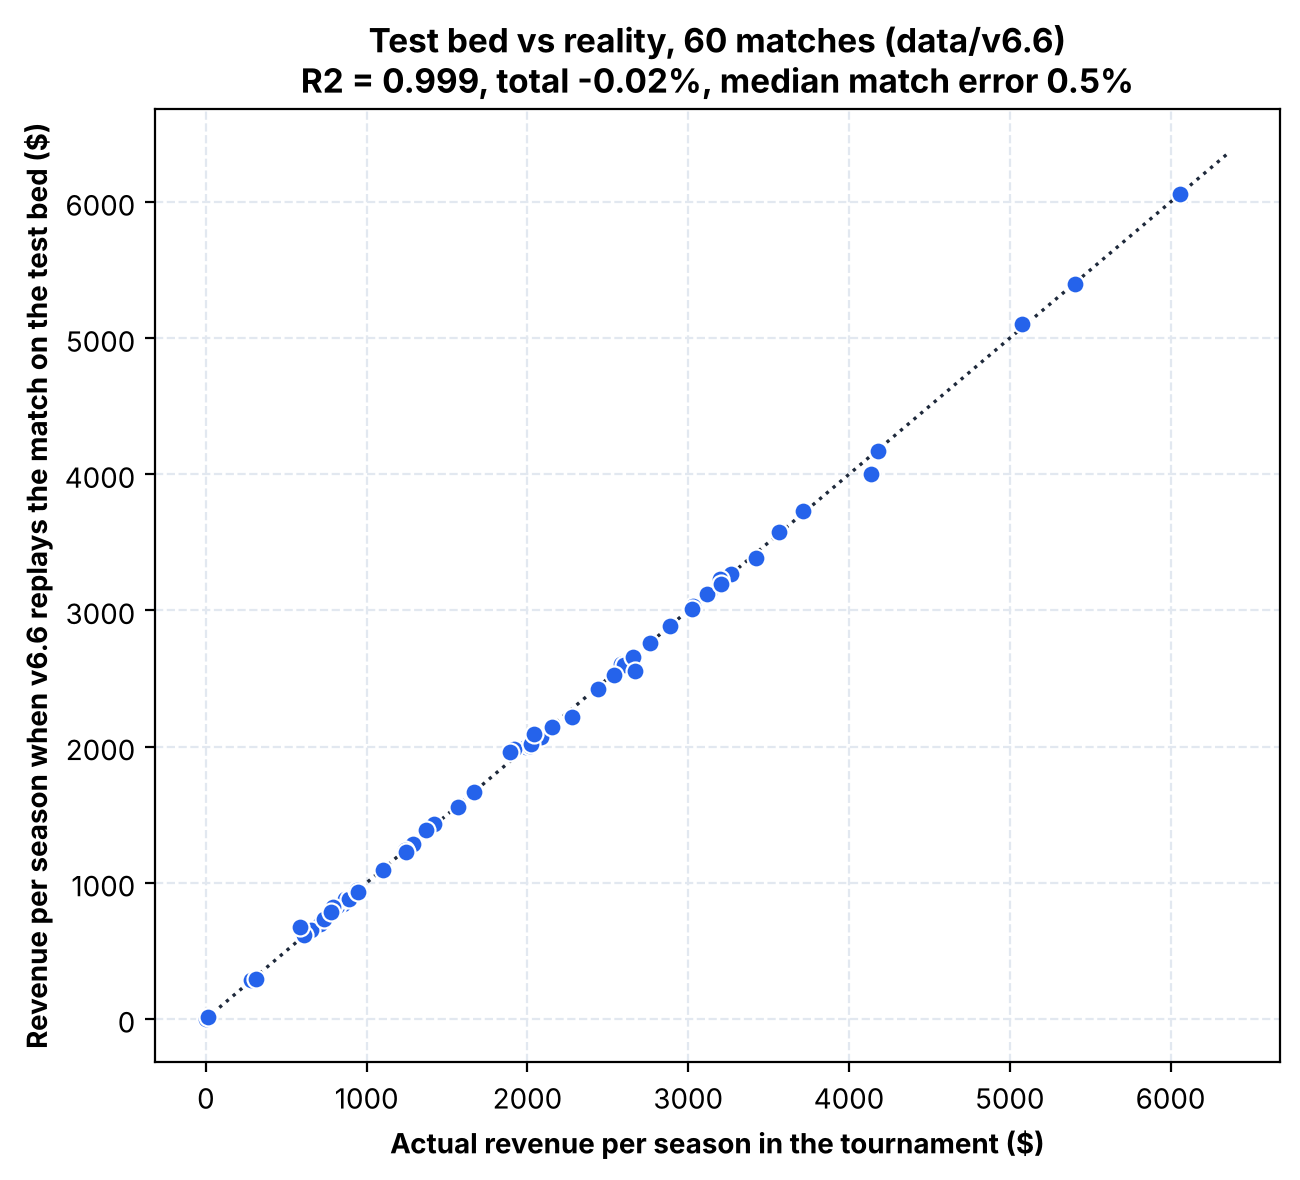 Test bed vs reality, 60 matches (data/v6.6)
R2 = 0.999, total -0.02%, median match error 0.5%
Revenue per season when v6.6 replays the match on the test bed ($)
6000
5000
4000
3000
2000
1000
0
0 1000 2000 3000 4000 5000 6000
Actual revenue per season in the tournament ($)